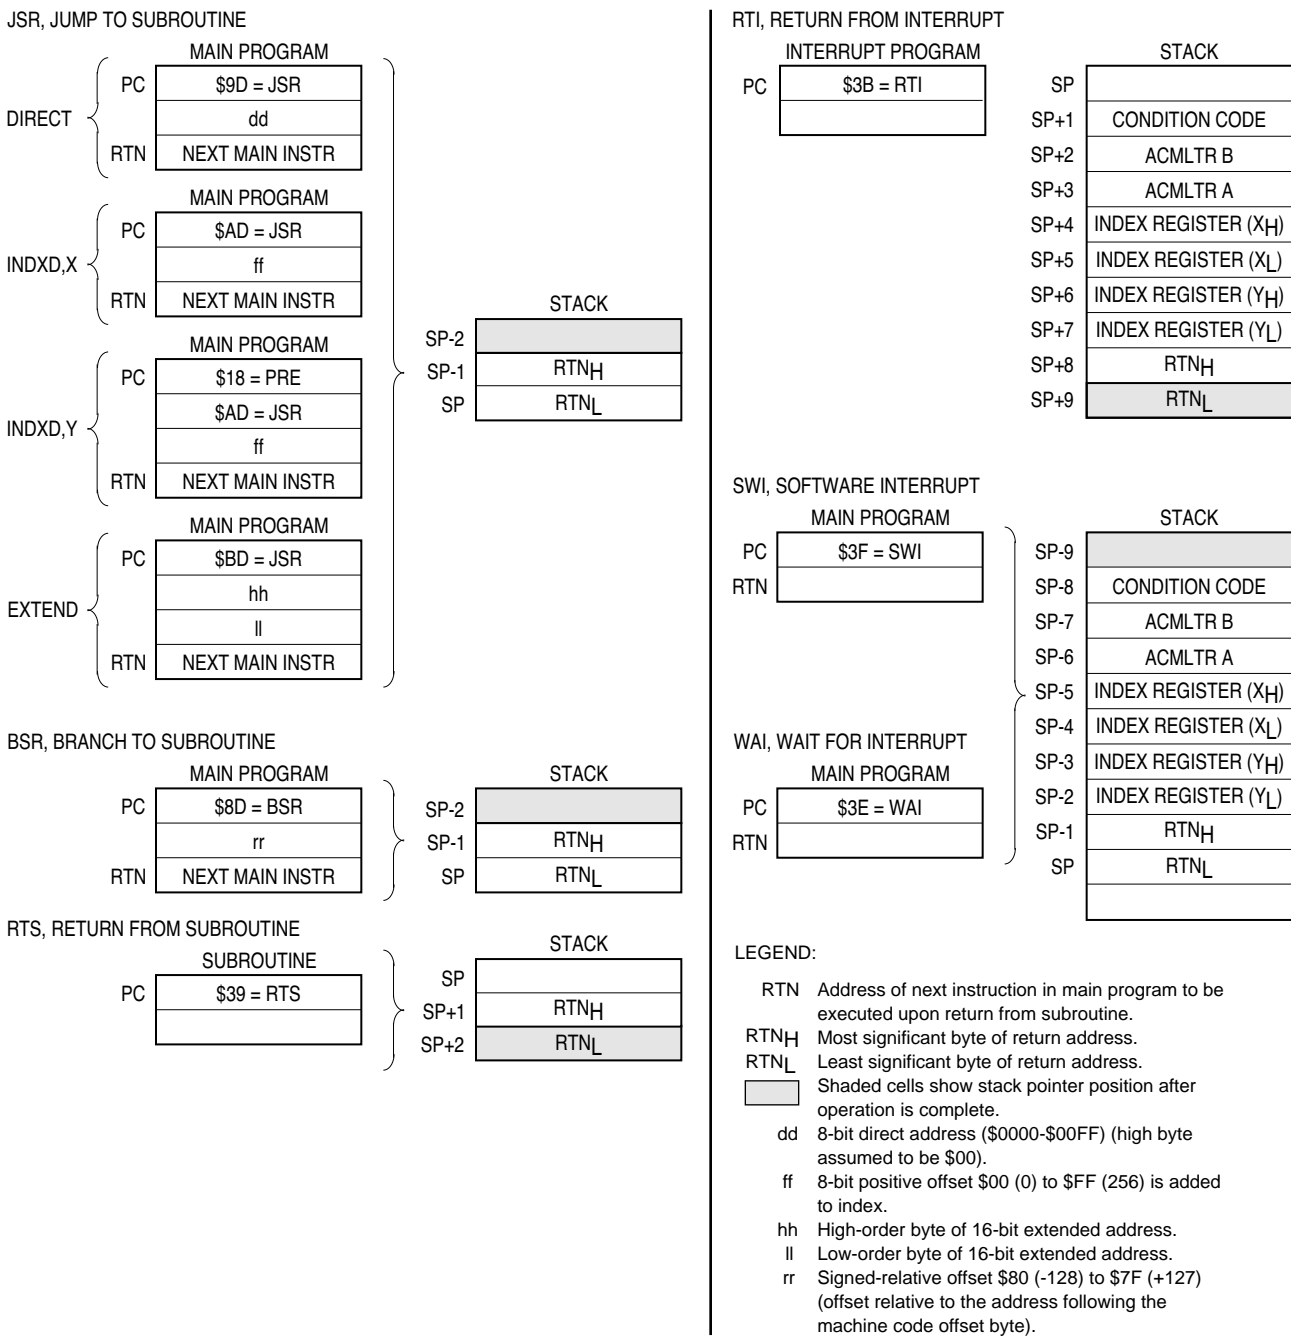 JSR, JUMP TO SUBROUTINE
MAIN PROGRAM
DIRECT
PC $9D = JSR
dd
RTN NEXT MAIN INSTR
MAIN PROGRAM
INDXD,X
PC $AD = JSR
ff
RTN NEXT MAIN INSTR
MAIN PROGRAM
INDXD,Y
PC $18 = PRE
$AD = JSR
ff
RTN NEXT MAIN INSTR
MAIN PROGRAM
EXTEND
PC $BD = JSR
hh
ll
RTN NEXT MAIN INSTR
STACK
SP-2
SP-1 RTNH
SP RTNL
BSR, BRANCH TO SUBROUTINE
MAIN PROGRAM
PC $8D = BSR
rr
RTN NEXT MAIN INSTR
STACK
SP-2
SP-1 RTNH
SP RTNL
RTS, RETURN FROM SUBROUTINE
SUBROUTINE
PC $39 = RTS
STACK
SP
SP+1 RTNH
SP+2 RTNL
RTI, RETURN FROM INTERRUPT
INTERRUPT PROGRAM
PC $3B = RTI
STACK
SP
SP+1 CONDITION CODE
SP+2 ACMLTR B
SP+3 ACMLTR A
SP+4 INDEX REGISTER (XH)
SP+5 INDEX REGISTER (XL)
SP+6 INDEX REGISTER (YH)
SP+7 INDEX REGISTER (YL)
SP+8 RTNH
SP+9 RTNL
SWI, SOFTWARE INTERRUPT
MAIN PROGRAM
PC $3F = SWI
RTN
WAI, WAIT FOR INTERRUPT
MAIN PROGRAM
PC $3E = WAI
RTN
STACK
SP-9
SP-8 CONDITION CODE
SP-7 ACMLTR B
SP-6 ACMLTR A
SP-5 INDEX REGISTER (XH)
SP-4 INDEX REGISTER (XL)
SP-3 INDEX REGISTER (YH)
SP-2 INDEX REGISTER (YL)
SP-1 RTNH
SP RTNL
LEGEND:
RTN Address of next instruction in main program to be
executed upon return from subroutine.
RTNH Most significant byte of return address.
RTNL Least significant byte of return address.
Shaded cells show stack pointer position after
operation is complete.
dd 8-bit direct address ($0000-$00FF) (high byte
assumed to be $00).
ff 8-bit positive offset $00 (0) to $FF (256) is added
to index.
hh High-order byte of 16-bit extended address.
ll Low-order byte of 16-bit extended address.
rr Signed-relative offset $80 (-128) to $7F (+127)
(offset relative to the address following the
machine code offset byte).